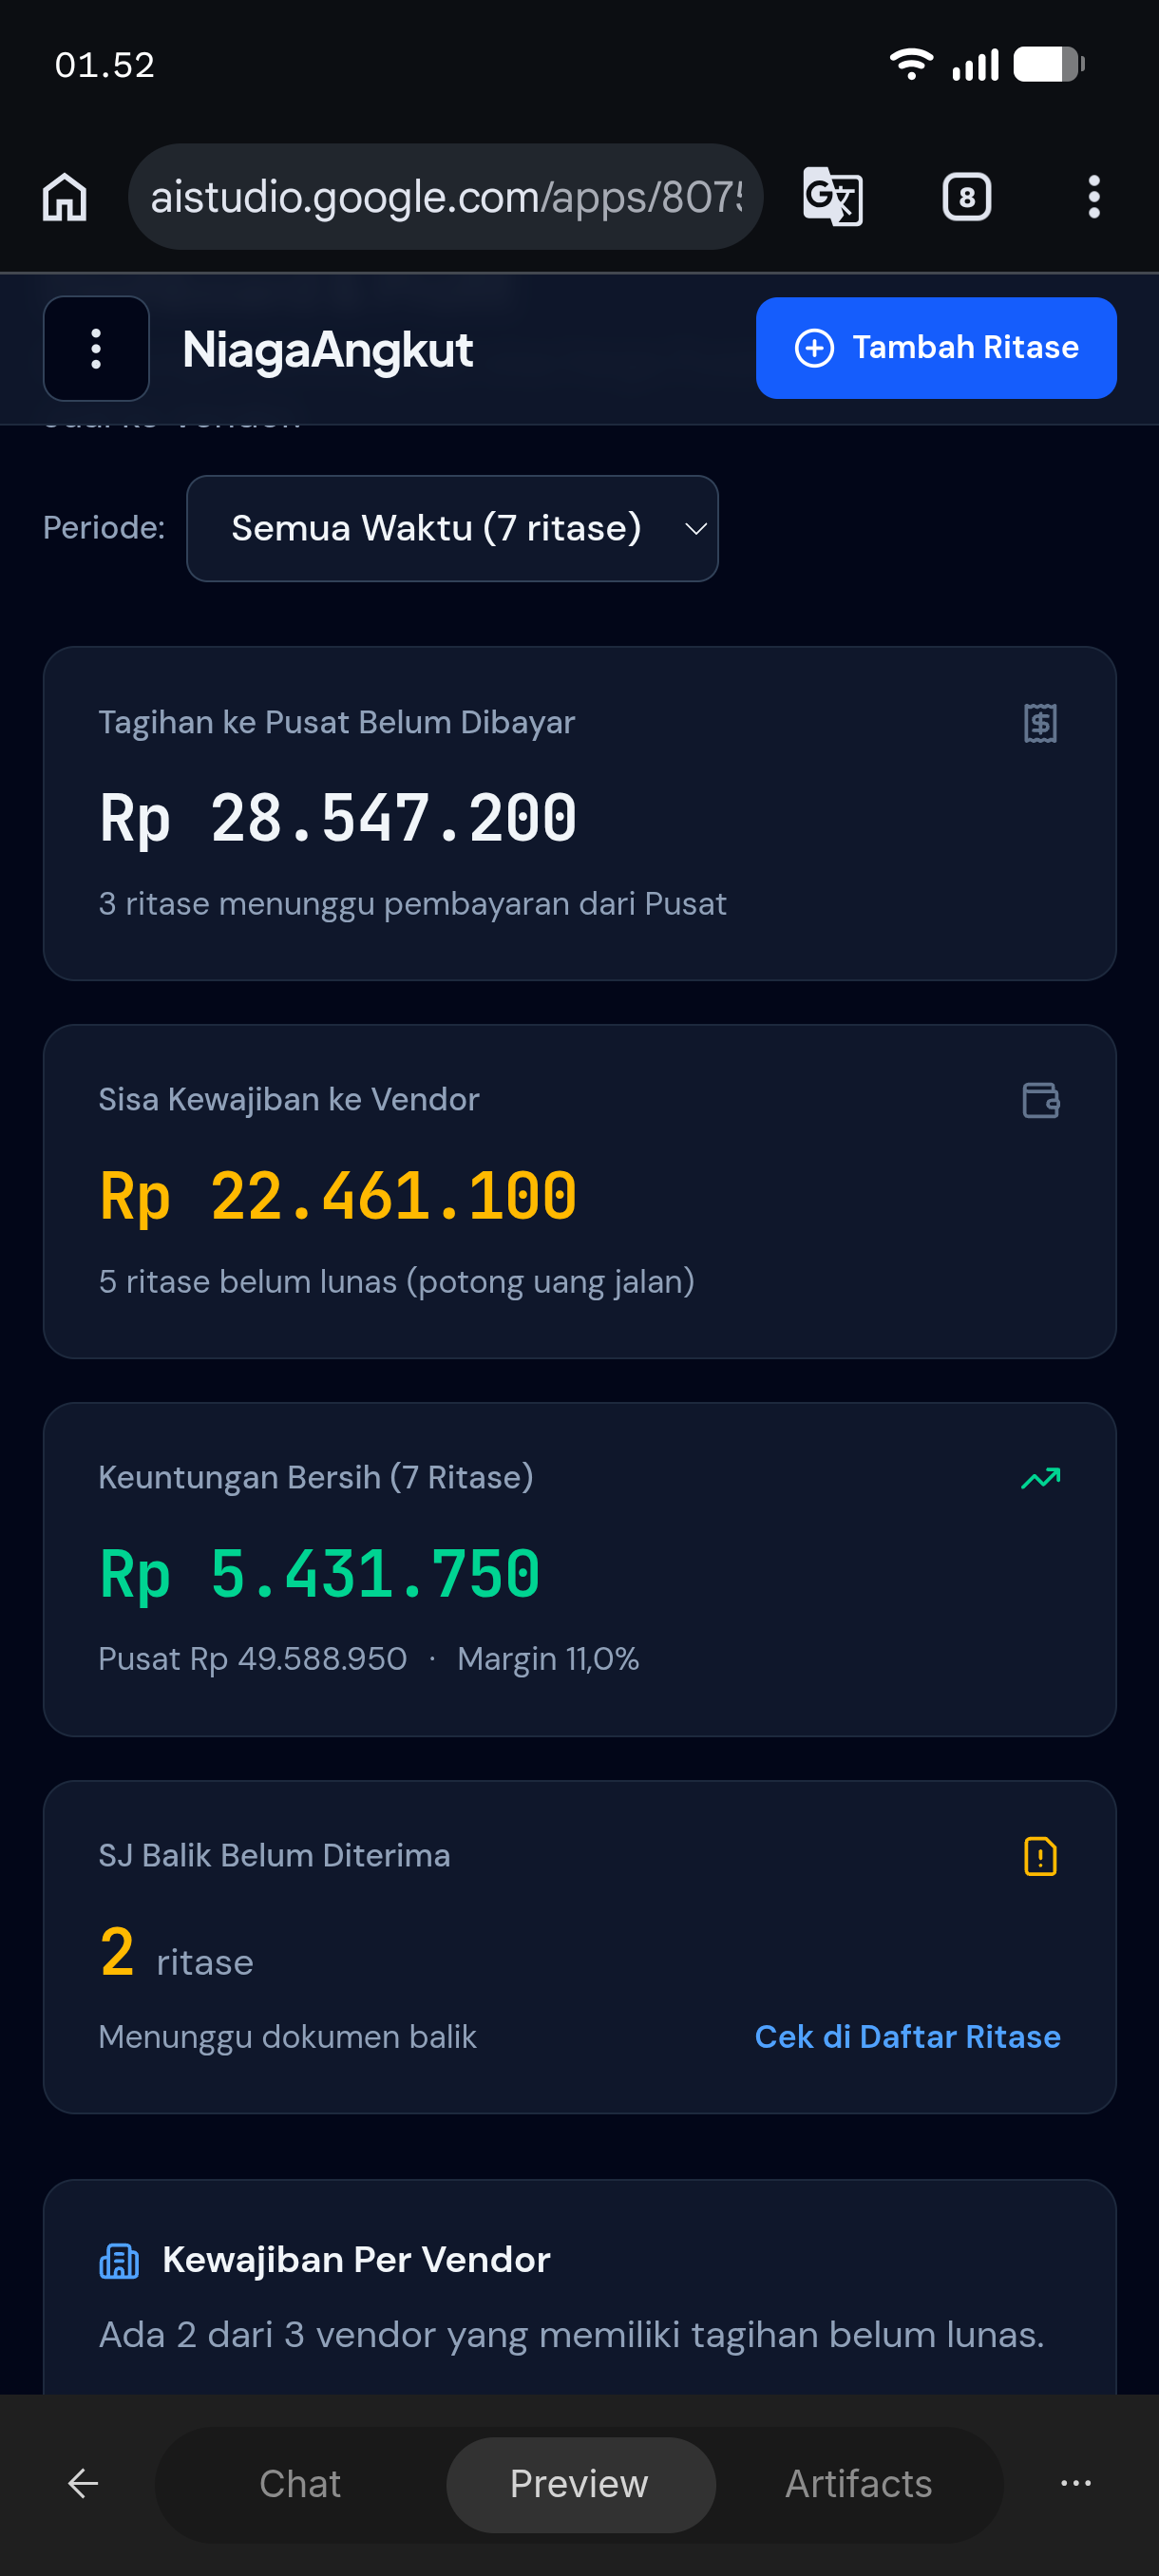 01.52
aistudio.google.com/apps/8075
8
NiagaAngkut
Tambah Ritase
Periode:
Semua Waktu (7 ritase)
Tagihan ke Pusat Belum Dibayar
Rp 28.547.200
3 ritase menunggu pembayaran dari Pusat
Sisa Kewajiban ke Vendor
Rp 22.461.100
5 ritase belum lunas (potong uang jalan)
Keuntungan Bersih (7 Ritase)
Rp 5.431.750
Pusat Rp 49.588.950 · Margin 11,0%
SJ Balik Belum Diterima
2 ritase
Menunggu dokumen balik
Cek di Daftar Ritase
Kewajiban Per Vendor
Ada 2 dari 3 vendor yang memiliki tagihan belum lunas.
Chat
Preview
Artifacts